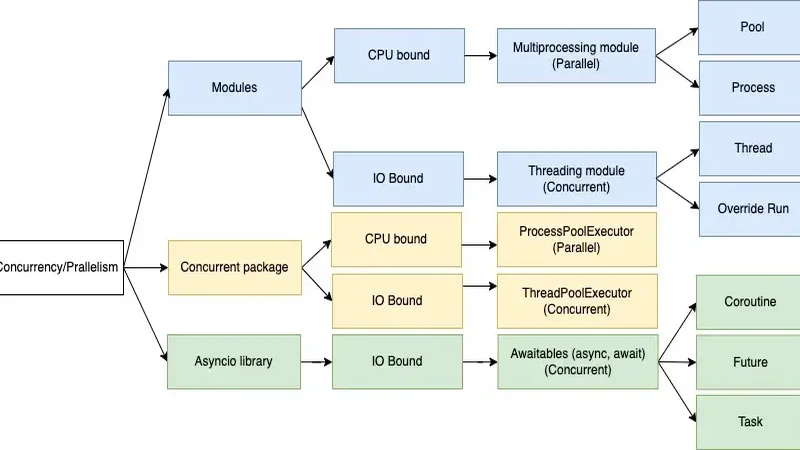 Pool
CPU bound
Multiprocessing module
(Parallel)
Modules
Process
Thread
IO Bound
Threading module
(Concurrent)
Override Run
CPU bound
ProcessPoolExecutor
(Parallel)
Concurrency/Prallelism
Concurrent package
IO Bound
ThreadPoolExecutor
(Concurrent)
Coroutine
Asyncio library
IO Bound
Awaitables (async, await)
(Concurrent)
Future
Task